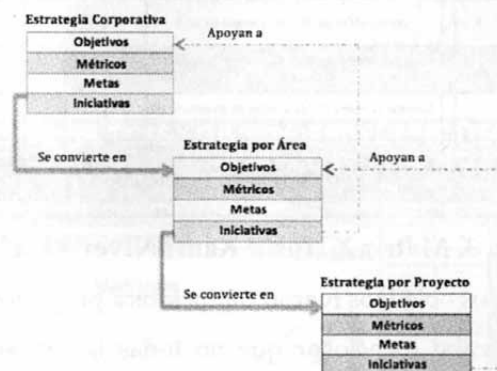 Estrategia Corporativa
Apoyan a
Objetivos
Métricos
Metas
Iniciativas
Se convierte en
Estrategia por Área
Apoyan a
Objetivos
Métricos
Metas
Iniciativas
Se convierte en
Estrategia por Proyecto
Objetivos
Métricos
Metas
Iniciativas